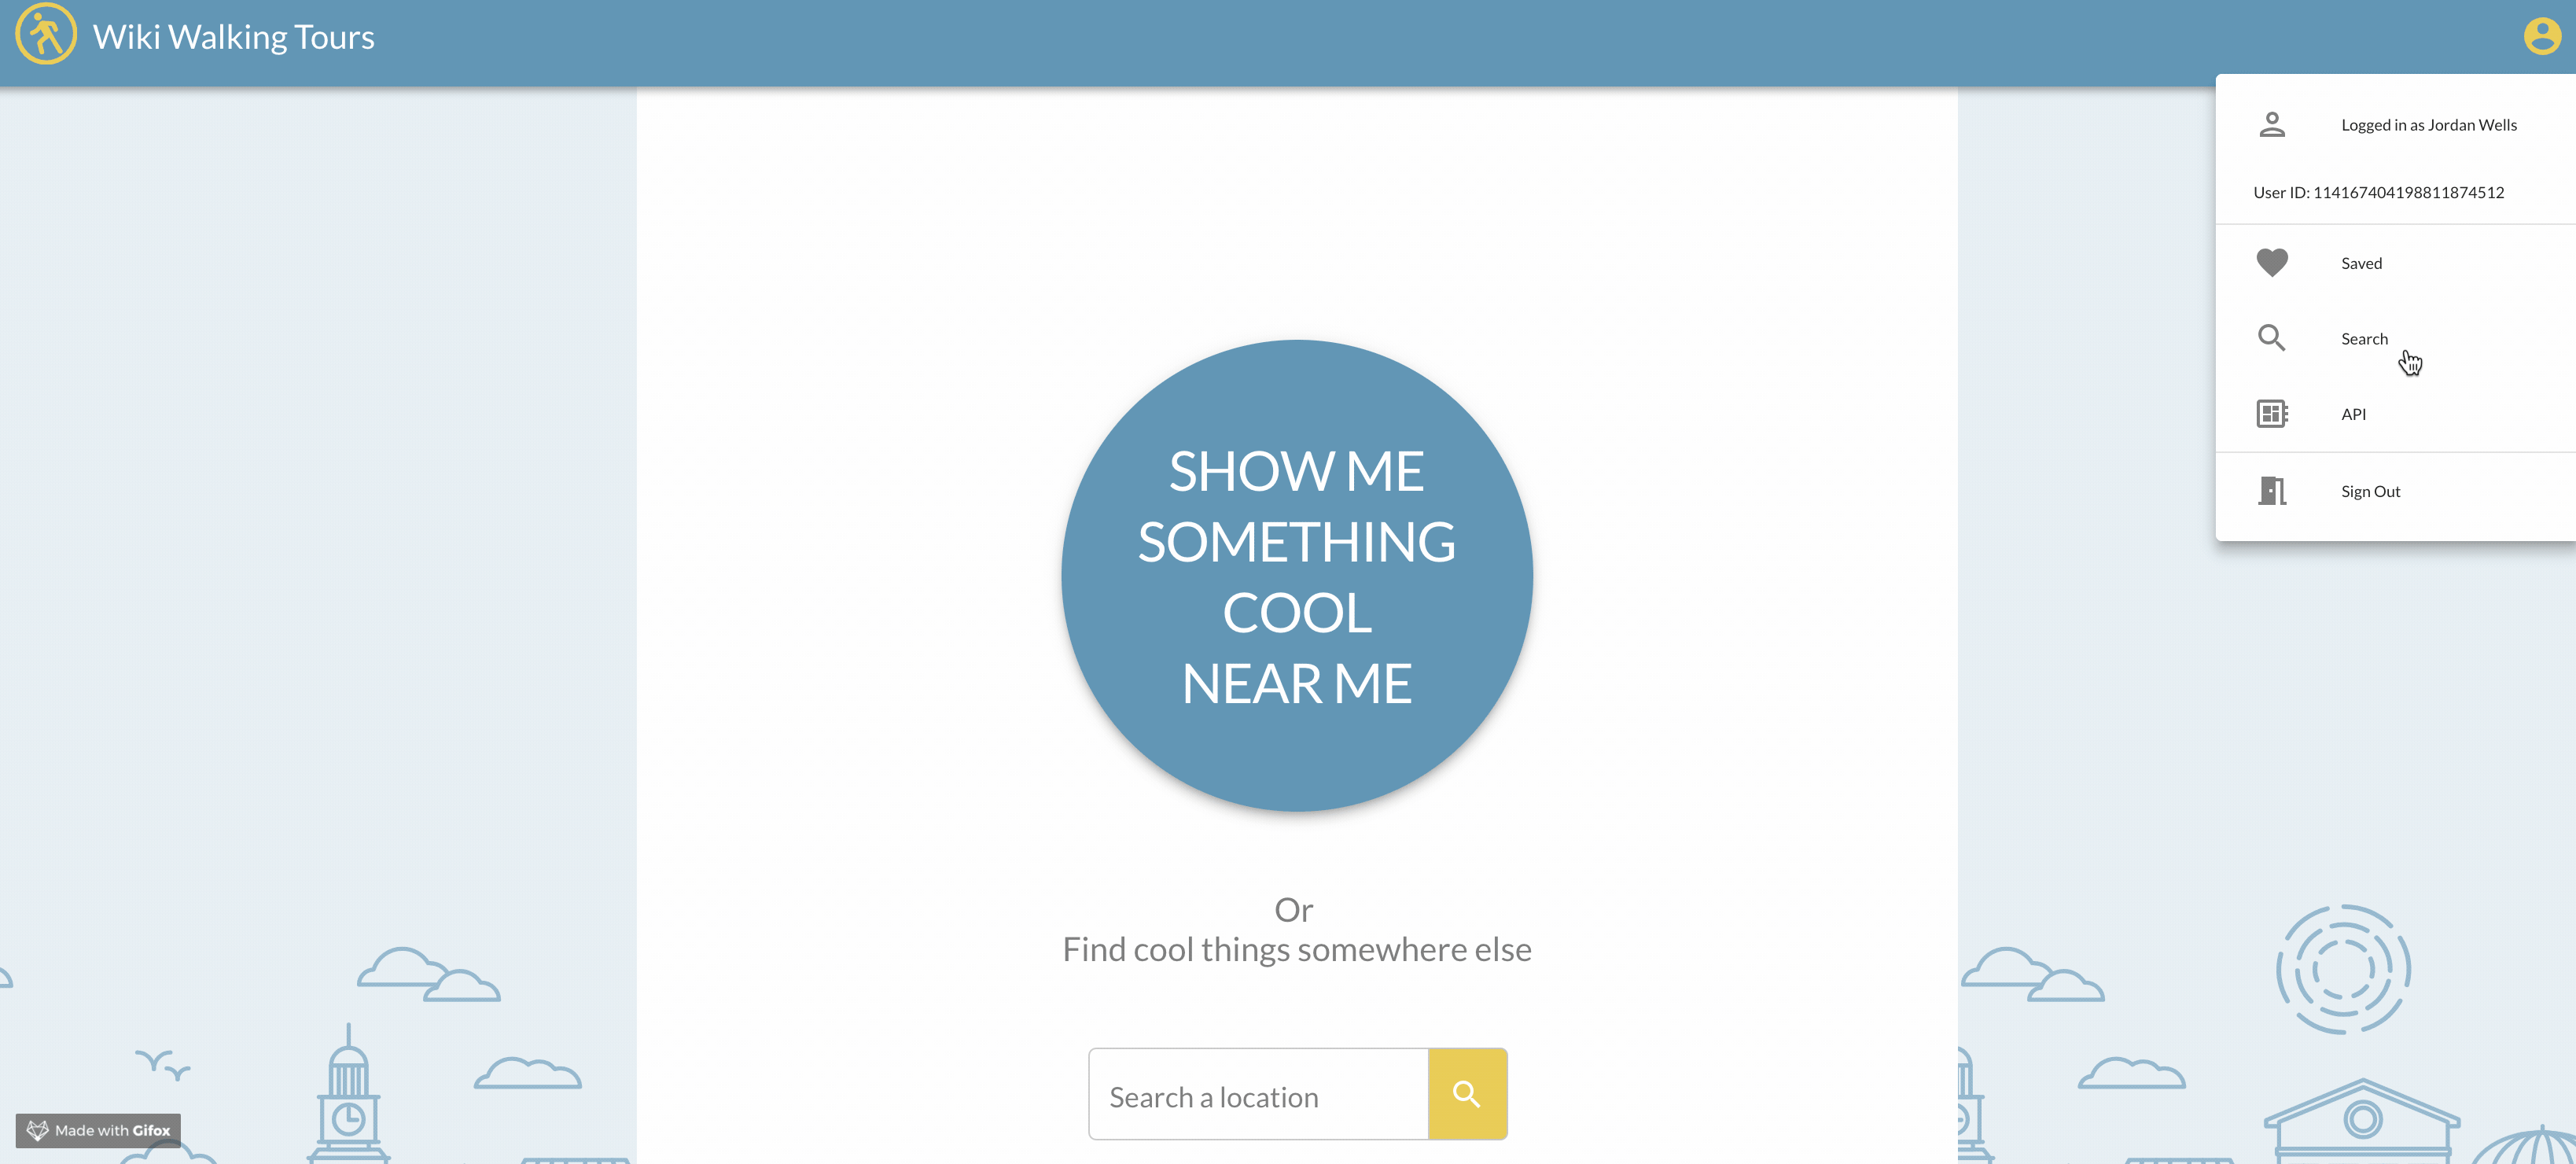 Wiki Walking Tours
Logged in as Jordan Wells
User ID: 114167404198811874512
Saved
Search
API
Sign Out
SHOW ME
SOMETHING
COOL
NEAR ME
Or
Find cool things somewhere else
Search a location
Made with Gifox